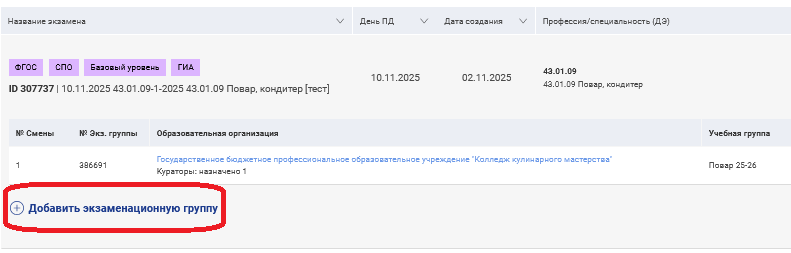 Название экзамена День ПД Дата создания Профессия/специальность (ДЭ)
ФГОС СПО Базовый уровень ГИА
ID 307737 | 10.11.2025 43.01.09-1-2025 43.01.09 Повар, кондитер [тест]
10.11.2025 02.11.2025
43.01.09
43.01.09 Повар, кондитер
№ Смены № Экз. группы Образовательная организация Учебная группа
1 386691 Государственное бюджетное профессиональное образовательное учреждение "Колледж кулинарного мастерства" Повар 25-26
Кураторы: назначено 1
Добавить экзаменационную группу